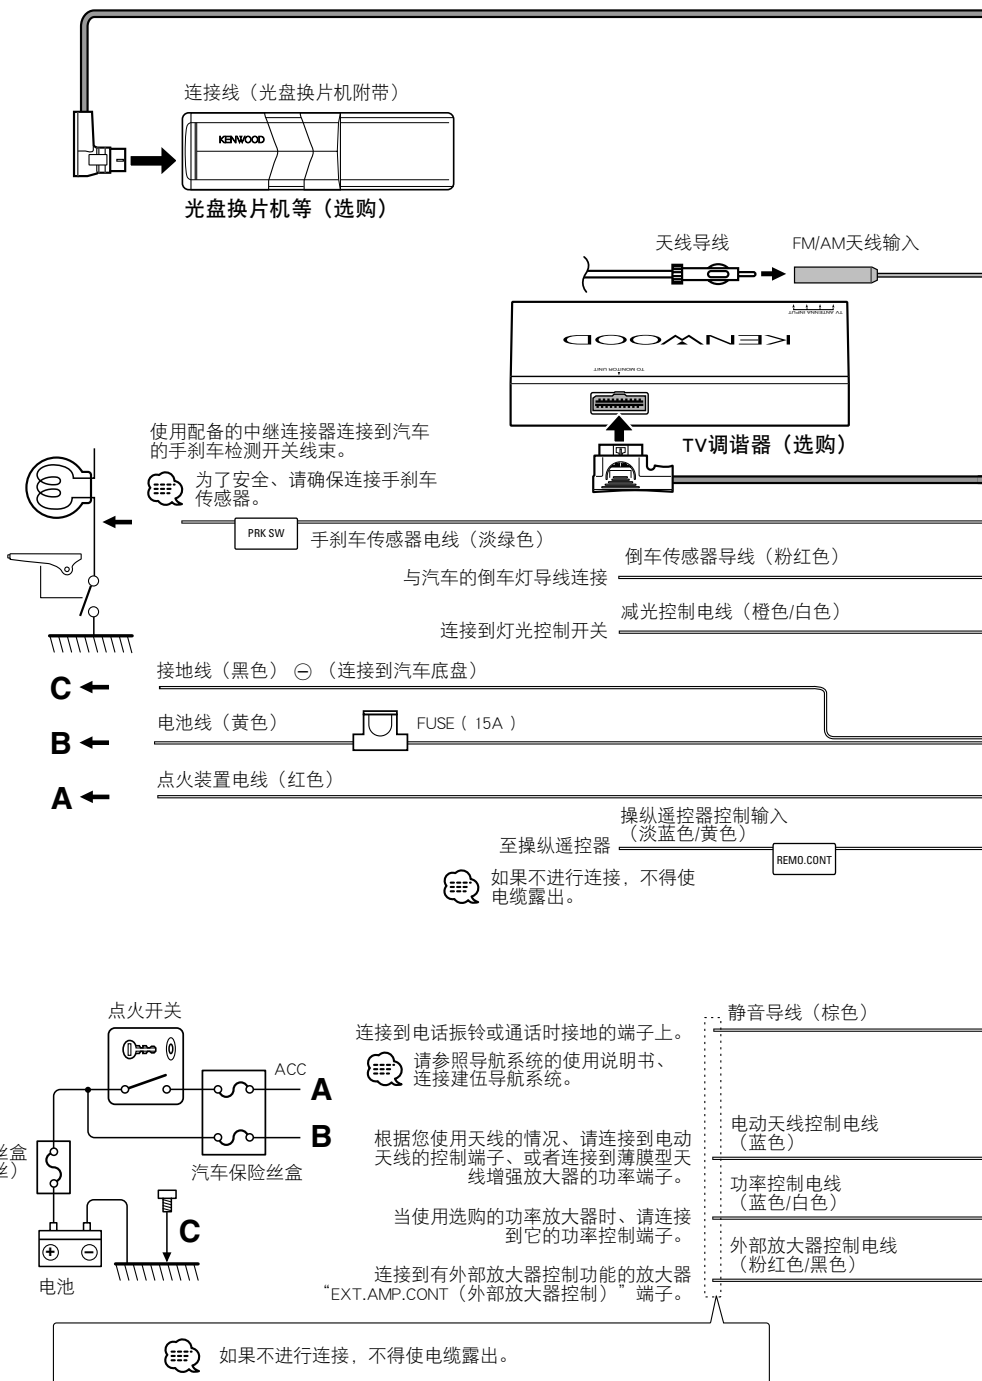 连接线（光盘换片机附带）
KENWOOD
光盘换片机等（选购）
天线导线
FM/AM天线输入
TV ANTENNA INPUT
KENWOOD
TO MONITOR UNIT
TV调谐器（选购）
使用配备的中继连接器连接到汽车
的手刹车检测开关线束。
为了安全、请确保连接手刹车
传感器。
PRK SW
手刹车传感器电线（淡绿色）
倒车传感器导线（粉红色）
与汽车的倒车灯导线连接
减光控制电线（橙色/白色）
连接到灯光控制开关
接地线（黑色）⊖（连接到汽车底盘）
C
电池线（黄色）
FUSE（15A）
B
点火装置电线（红色）
A
操纵遥控器控制输入
（淡蓝色/黄色）
至操纵遥控器
REMO.CONT
如果不进行连接，不得使
电缆露出。
点火开关
ACC
A
B
汽车保险丝盒
丝盒
丝）
C
⊕ ⊖
电池
静音导线（棕色）
连接到电话振铃或通话时接地的端子上。
请参照导航系统的使用说明书、
连接建伍导航系统。
电动天线控制电线
（蓝色）
根据您使用天线的情况、请连接到电动
天线的控制端子、或者连接到薄膜型天
线增强放大器的功率端子。
功率控制电线
（蓝色/白色）
当使用选购的功率放大器时、请连接
到它的功率控制端子。
外部放大器控制电线
（粉红色/黑色）
连接到有外部放大器控制功能的放大器
“EXT.AMP.CONT（外部放大器控制）”端子。
如果不进行连接，不得使电缆露出。